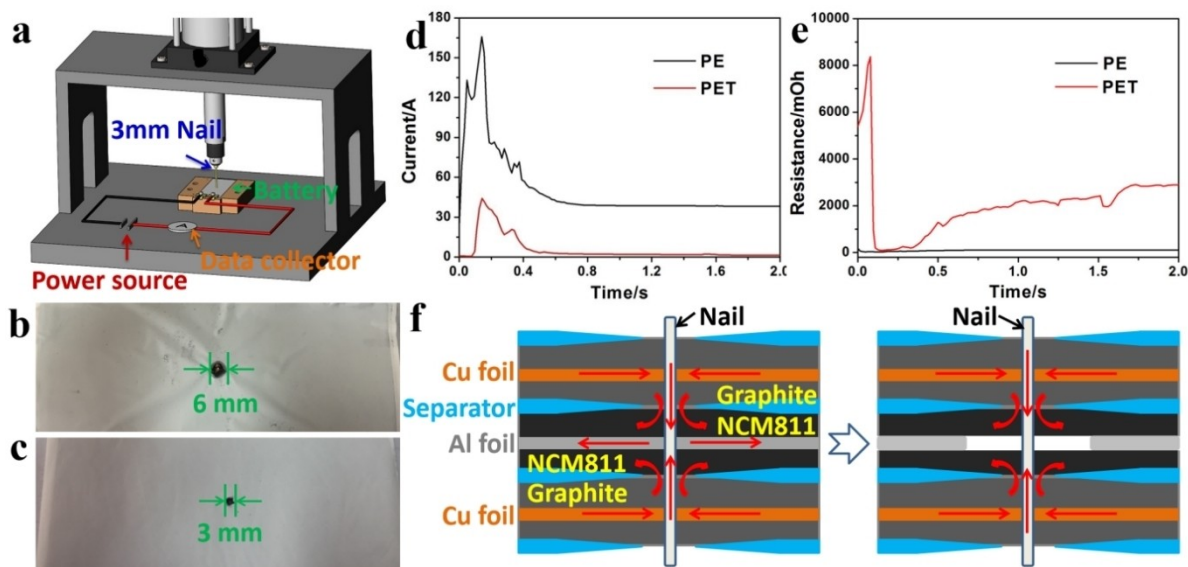 a
3mm Nail
Battery
Data collector
Power source
b
6 mm
c
3 mm
d
Current/A
180
150
120
90
60
30
0
0.0
0.4
0.8
1.2
1.6
2.0
Time/s
PE
PET
e
Resistance/mOh
10000
8000
6000
4000
2000
0
0.0
0.5
1.0
1.5
2.0
Time/s
PE
PET
f
Nail
Cu foil
Separator
Al foil
Cu foil
Graphite
NCM811
NCM811
Graphite
Nail